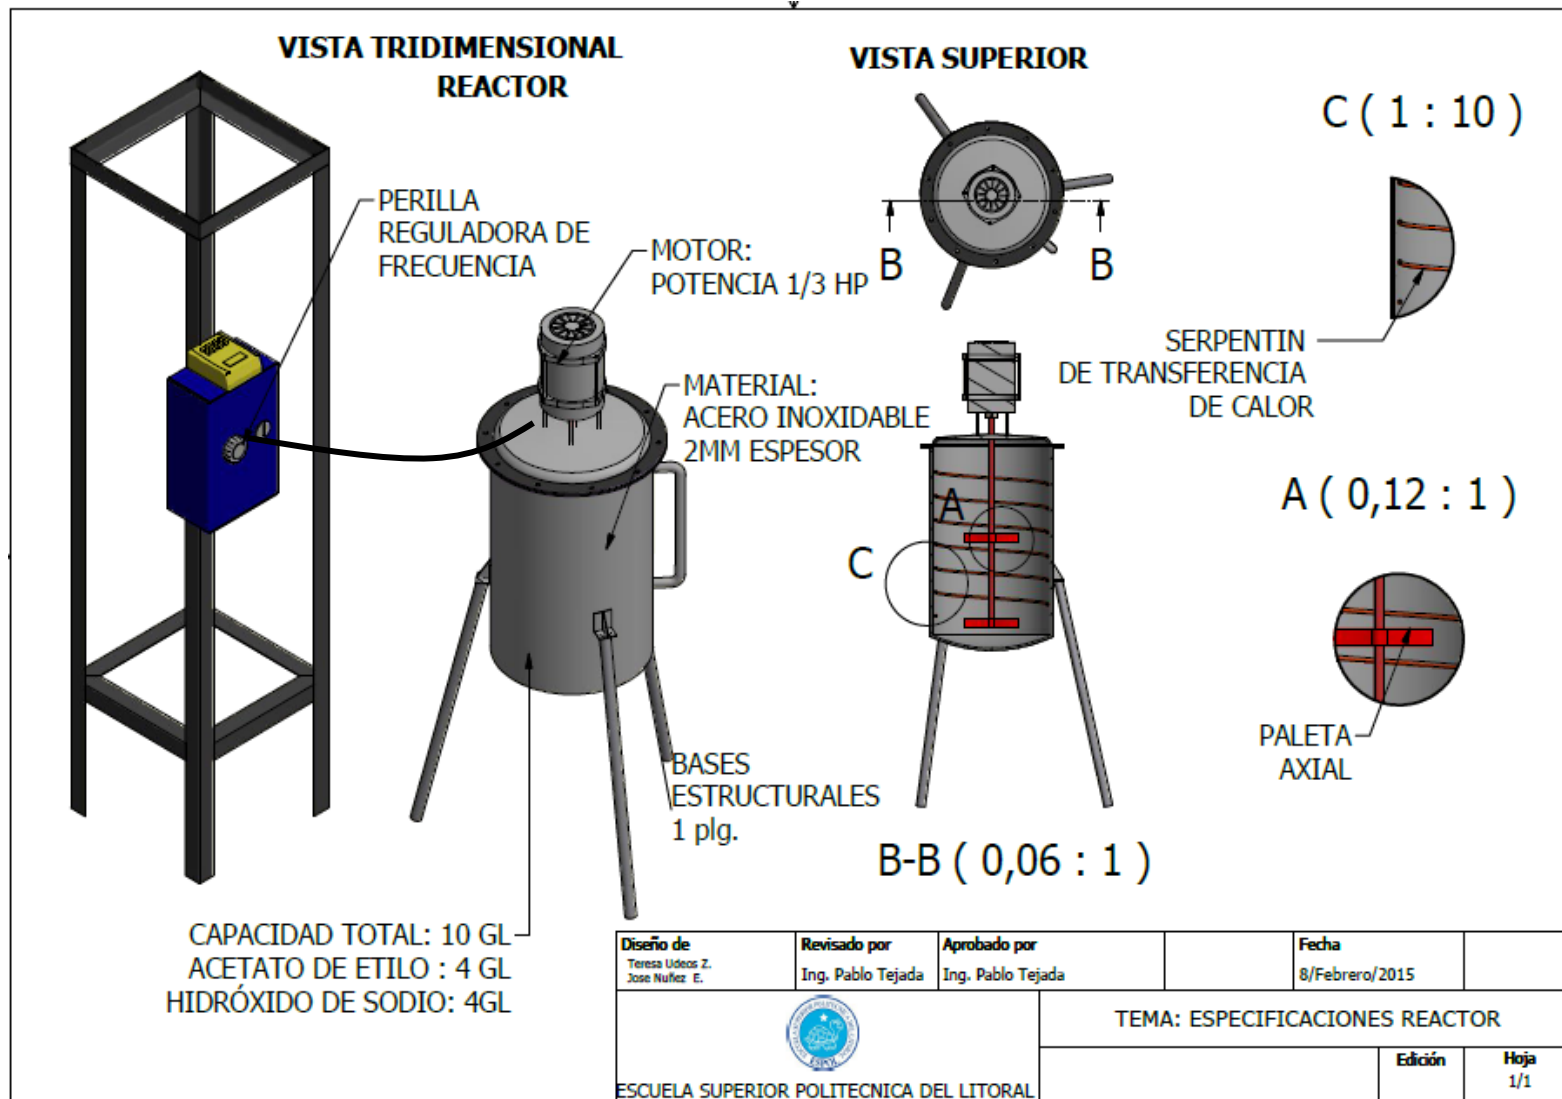 VISTA TRIDIMENSIONAL
REACTOR
VISTA SUPERIOR
C ( 1 : 10 )
PERILLA
REGULADORA DE
FRECUENCIA
MOTOR:
POTENCIA 1/3 HP
B
B
SERPENTIN
DE TRANSFERENCIA
DE CALOR
MATERIAL:
ACERO INOXIDABLE
2MM ESPESOR
A
C
A ( 0,12 : 1 )
PALETA
AXIAL
BASES
ESTRUCTURALES
1 plg.
B-B ( 0,06 : 1 )
CAPACIDAD TOTAL: 10 GL
ACETATO DE ETILO : 4 GL
HIDRÓXIDO DE SODIO: 4GL
Diseño de
Teresa Udeos Z.
Jose Nuñez E.
Revisado por
Ing. Pablo Tejada
Aprobado por
Ing. Pablo Tejada
Fecha
8/Febrero/2015
ESPOL
ESCUELA SUPERIOR POLITECNICA DEL LITORAL
TEMA: ESPECIFICACIONES REACTOR
Edición
Hoja
1/1